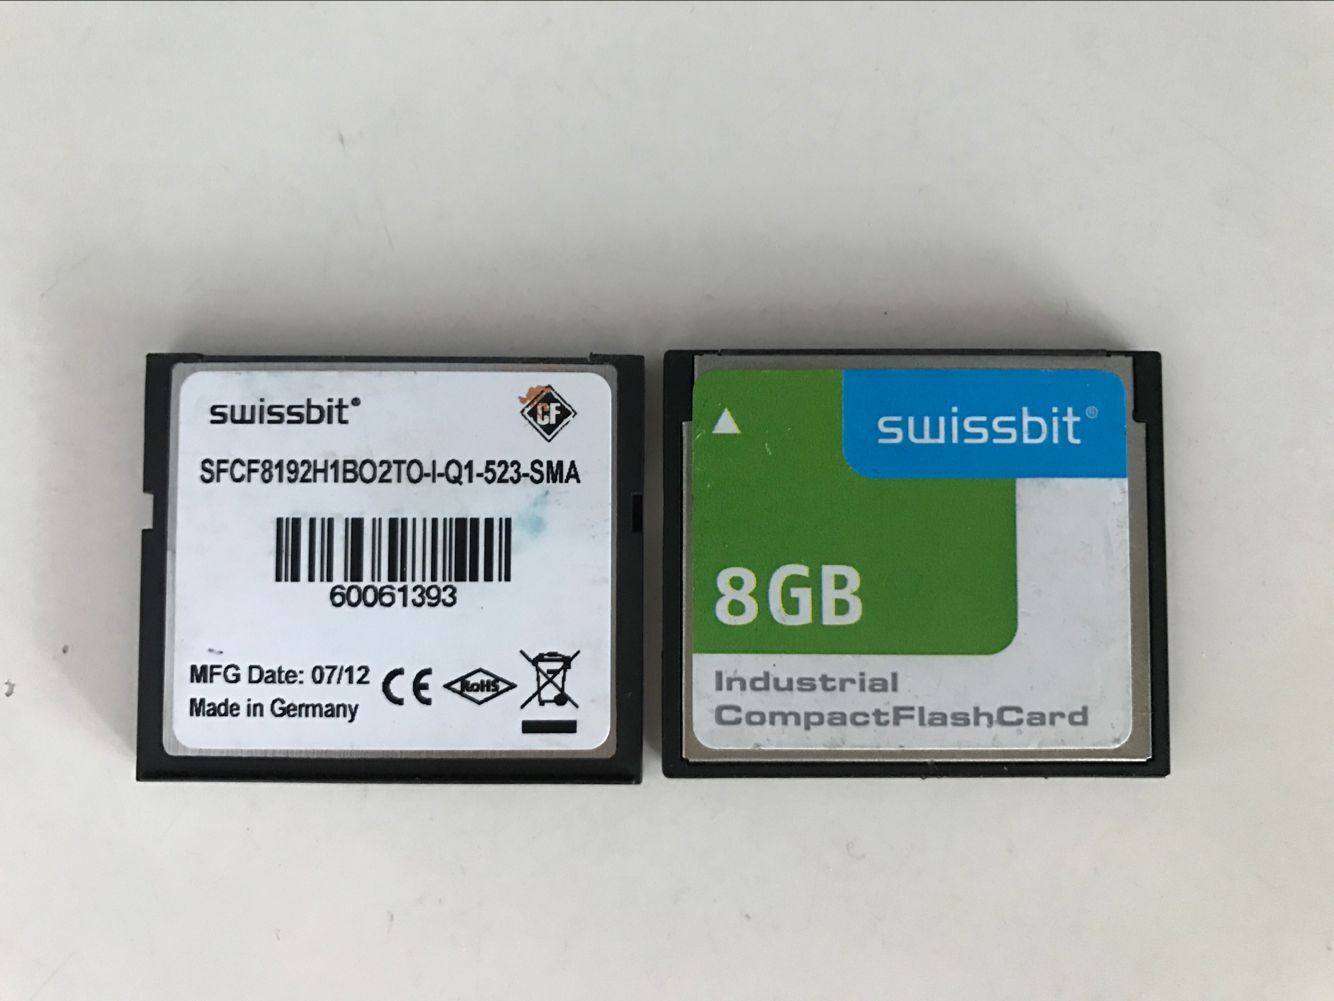 swissbit®
CF
SFCF8192H1BO2TO-I-Q1-523-SMA
60061393
MFG Date: 07/12
CE
RoHS
Made in Germany
swissbit®
8GB
Industrial
CompactFlashCard